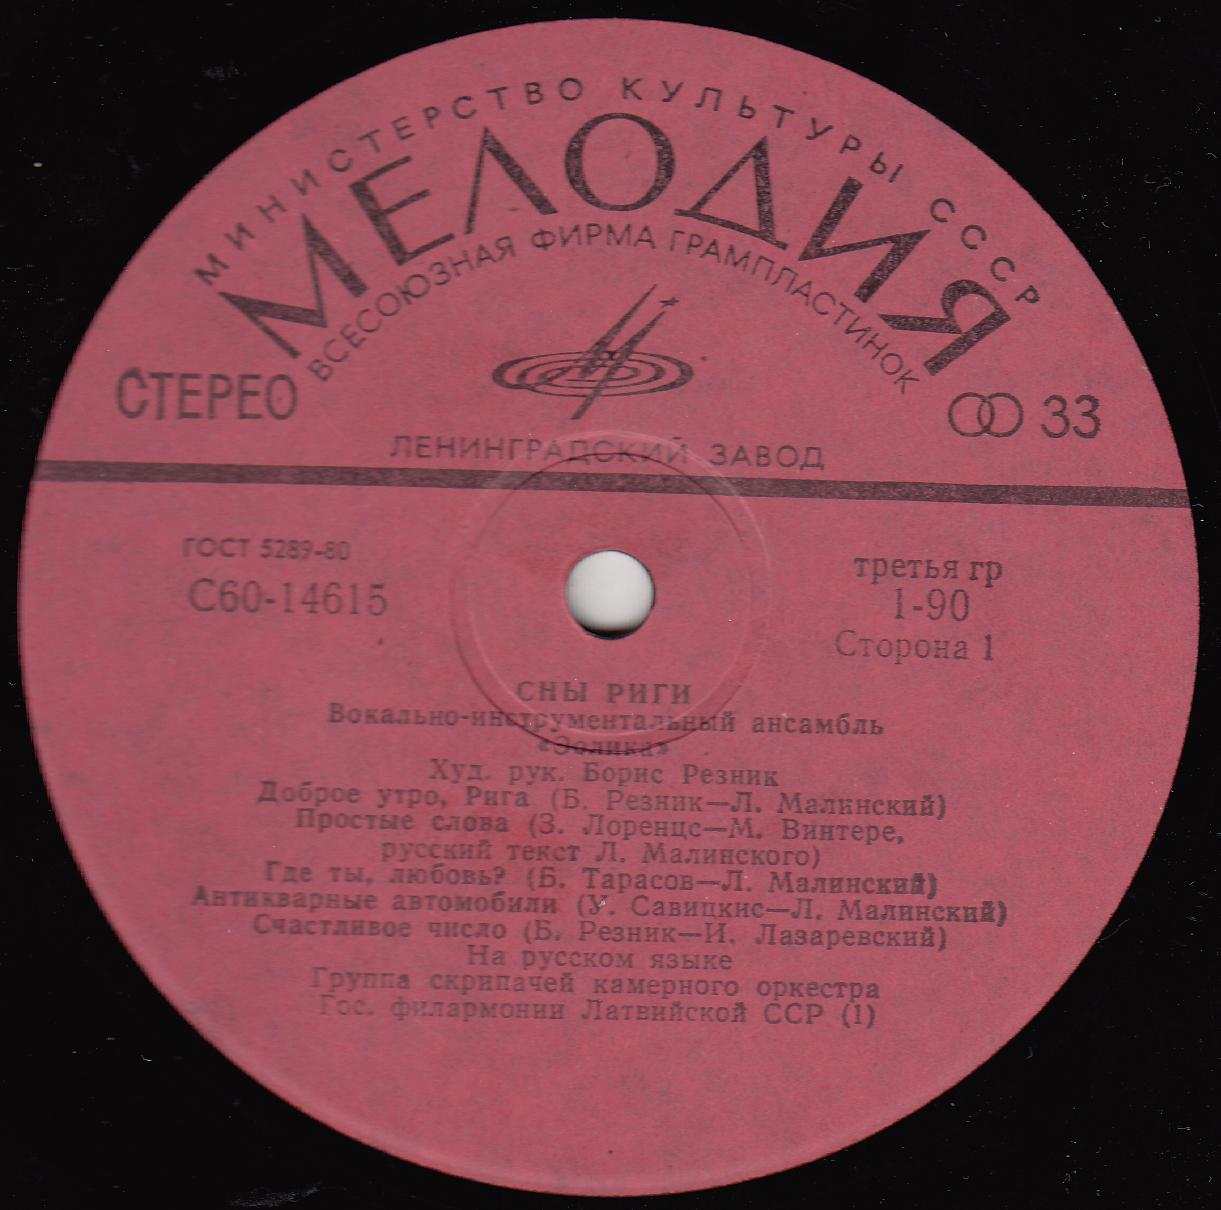 МИНИСТЕРСТВО КУЛЬТУРЫ СССР
МЕЛОДИЯ
ВСЕСОЮЗНАЯ ФИРМА ГРАМПЛАСТИНОК
СТЕРЕО
33
ЛЕНИНГРАДСКИЙ ЗАВОД
ГОСТ 5289-80
С60-14615
третья гр
1-90
Сторона 1
СНЫ РИГИ
Вокально-инструментальный ансамбль
«Эолика»
Худ. рук. Борис Резник
Доброе утро, Рига (Б. Резник—Л. Малинский)
Простые слова (З. Лоренцс—М. Винтере,
русский текст Л. Малинского)
Где ты, любовь? (Б. Тарасов—Л. Малинский)
Антикварные автомобили (У. Савицкис—Л. Малинский)
Счастливое число (Б. Резник—И. Лазаревский)
На русском языке
Группа скрипачей камерного оркестра
Гос. филармонии Латвийской ССР (1)